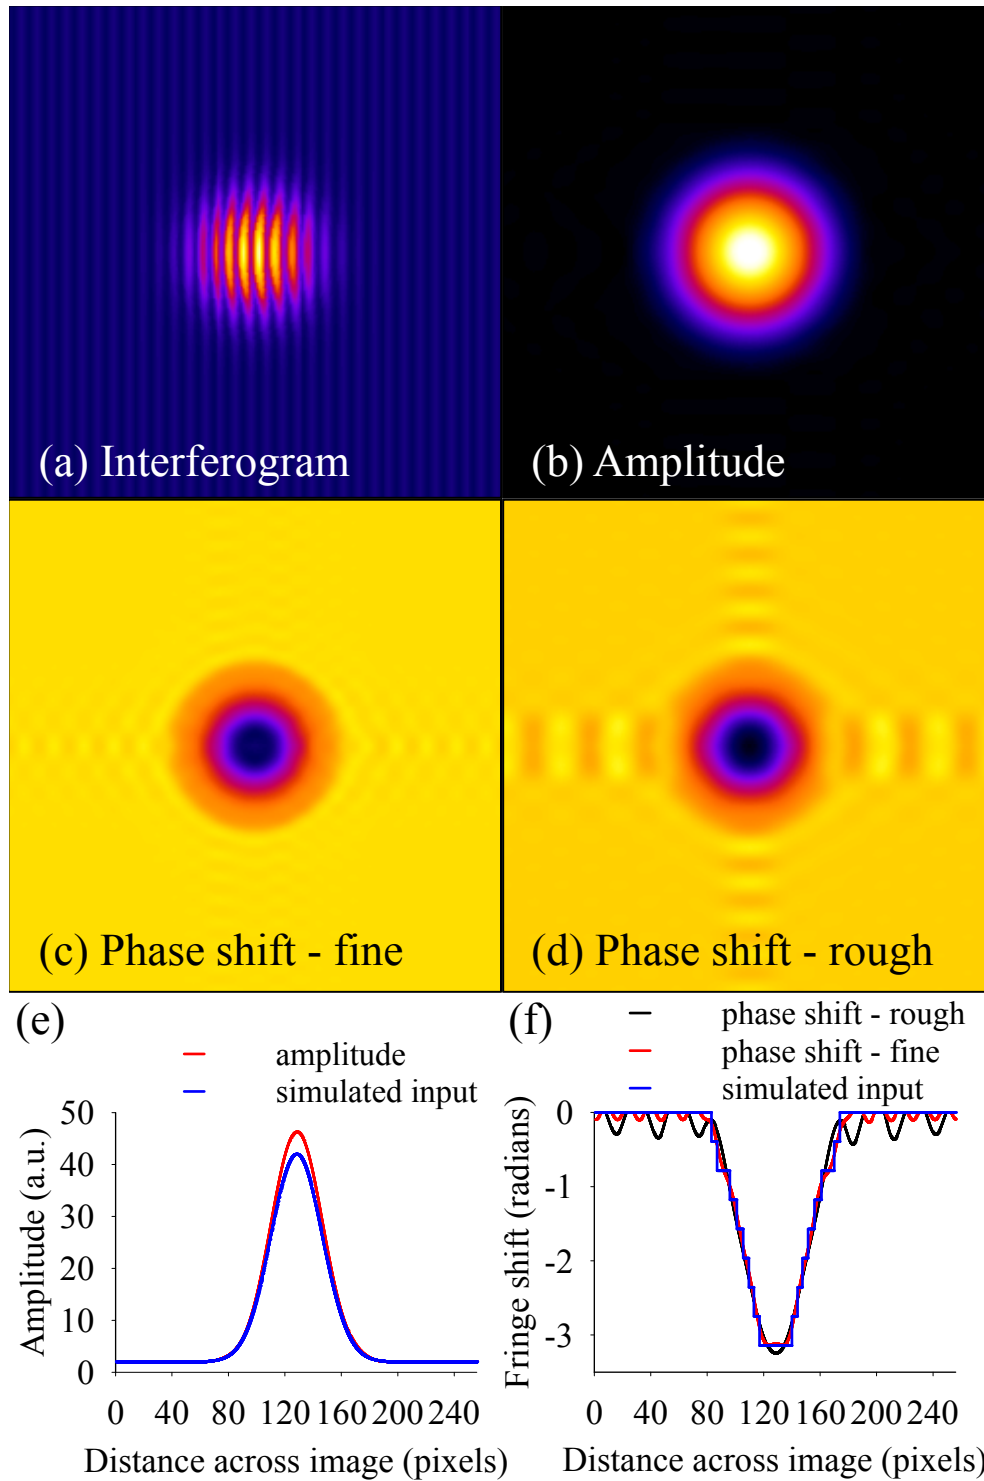 (a) Interferogram
(b) Amplitude
(c) Phase shift - fine
(d) Phase shift - rough
(e)
amplitude
simulated input
50
40
30
20
10
0
Amplitude (a.u.)
0 40 80 120 160 200 240
Distance across image (pixels)
(f)
phase shift - rough
phase shift - fine
simulated input
0
-1
-2
-3
Fringe shift (radians)
0 40 80 120 160 200 240
Distance across image (pixels)